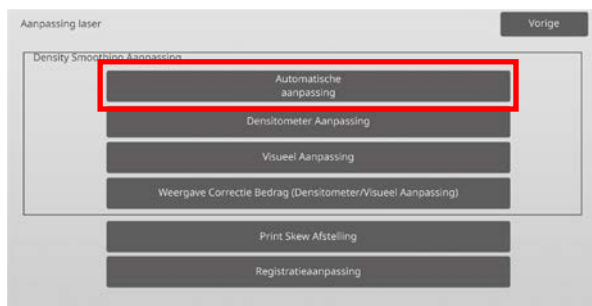 Aanpassing laser
Vorige
Density Smoothing Aanpassing
Automatische
aanpassing
Densitometer Aanpassing
Visueel Aanpassing
Weergave Correctie Bedrag (Densitometer/Visueel Aanpassing)
Print Skew Afstelling
Registratieaanpassing